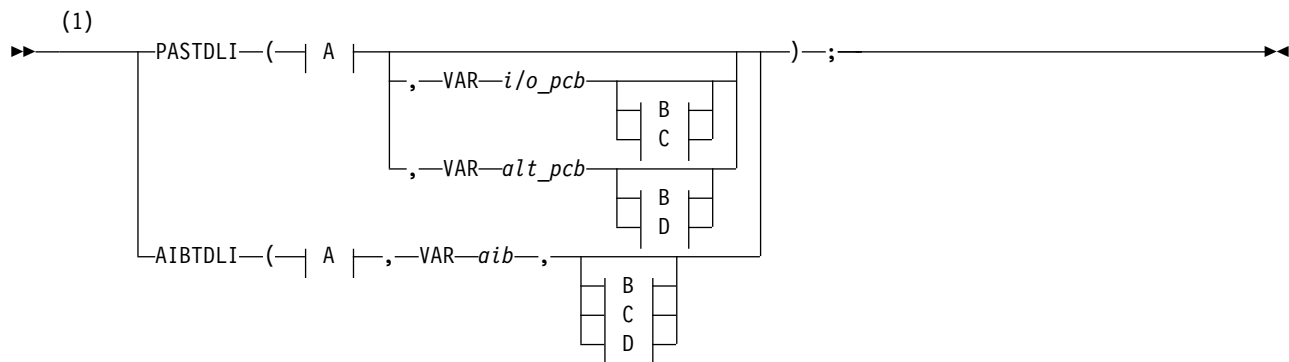 (1)
PASTDLI ( A ) ;
, VAR i/o_pcb
B
C
, VAR alt_pcb
B
D
AIBTDLI ( A , VAR aib ,
B
C
D